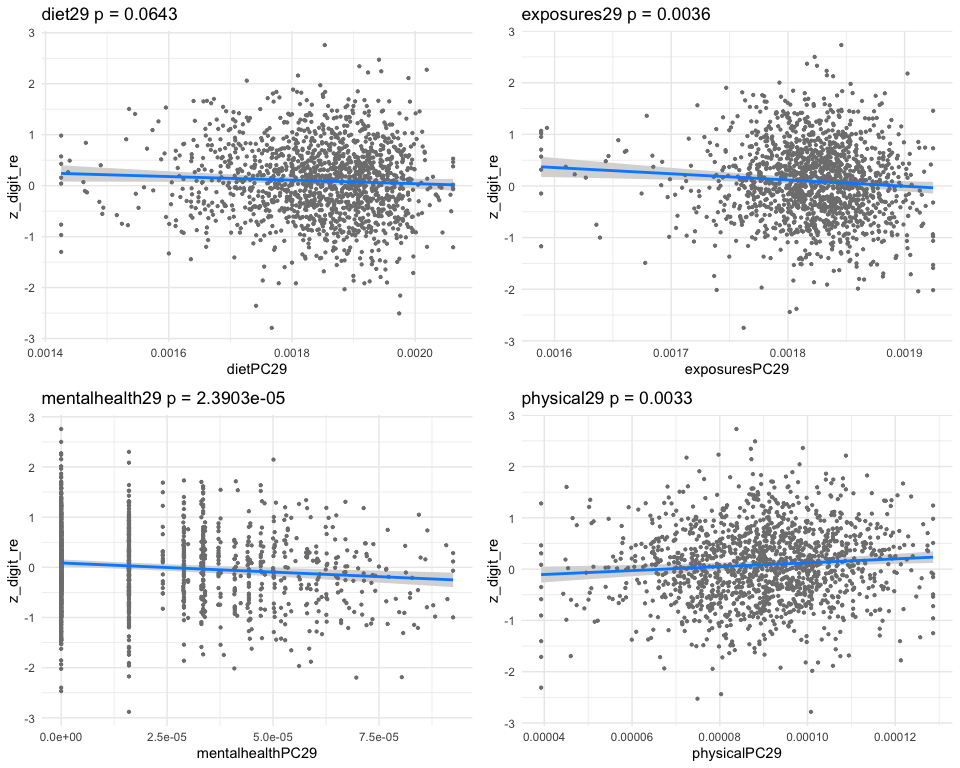 diet29 p = 0.0643
3
2
1
0
-1
-2
-3
z_digit_re
0.0014 0.0016 0.0018 0.0020
dietPC29
exposures29 p = 0.0036
3
2
1
0
-1
-2
-3
z_digit_re
0.0016 0.0017 0.0018 0.0019
exposuresPC29
mentalhealth29 p = 2.3903e-05
3
2
1
0
-1
-2
-3
z_digit_re
0.0e+00 2.5e-05 5.0e-05 7.5e-05
mentalhealthPC29
physical29 p = 0.0033
3
2
1
0
-1
-2
-3
z_digit_re
0.00004 0.00006 0.00008 0.00010 0.00012
physicalPC29